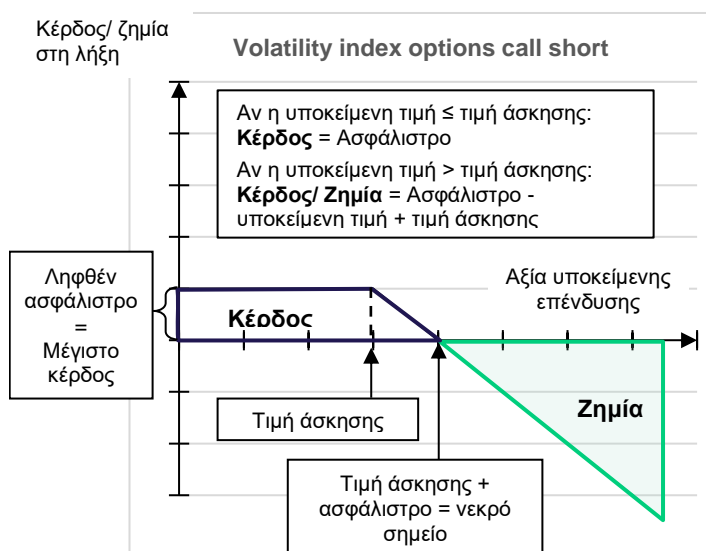 Κέρδος/ ζημία
στη λήξη
Volatility index options call short
Αν η υποκείμενη τιμή ≤ τιμή άσκησης:
Κέρδος = Ασφάλιστρο
Αν η υποκείμενη τιμή > τιμή άσκησης:
Κέρδος/ Ζημία = Ασφάλιστρο -
υποκείμενη τιμή + τιμή άσκησης
Ληφθέν
ασφάλιστρο
=
Μέγιστο
κέρδος
Κέρδος
Αξία υποκείμενης
επένδυσης
Τιμή άσκησης
Ζημία
Τιμή άσκησης +
ασφάλιστρο = νεκρό
σημείο